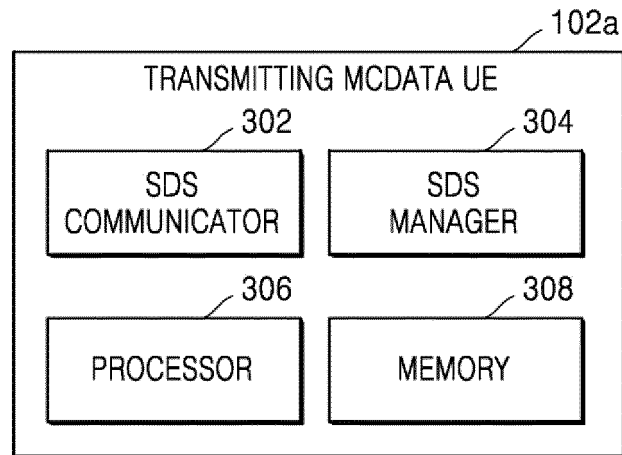 102a
TRANSMITTING MCDATA UE
302
304
SDS
COMMUNICATOR
SDS
MANAGER
306
308
PROCESSOR
MEMORY